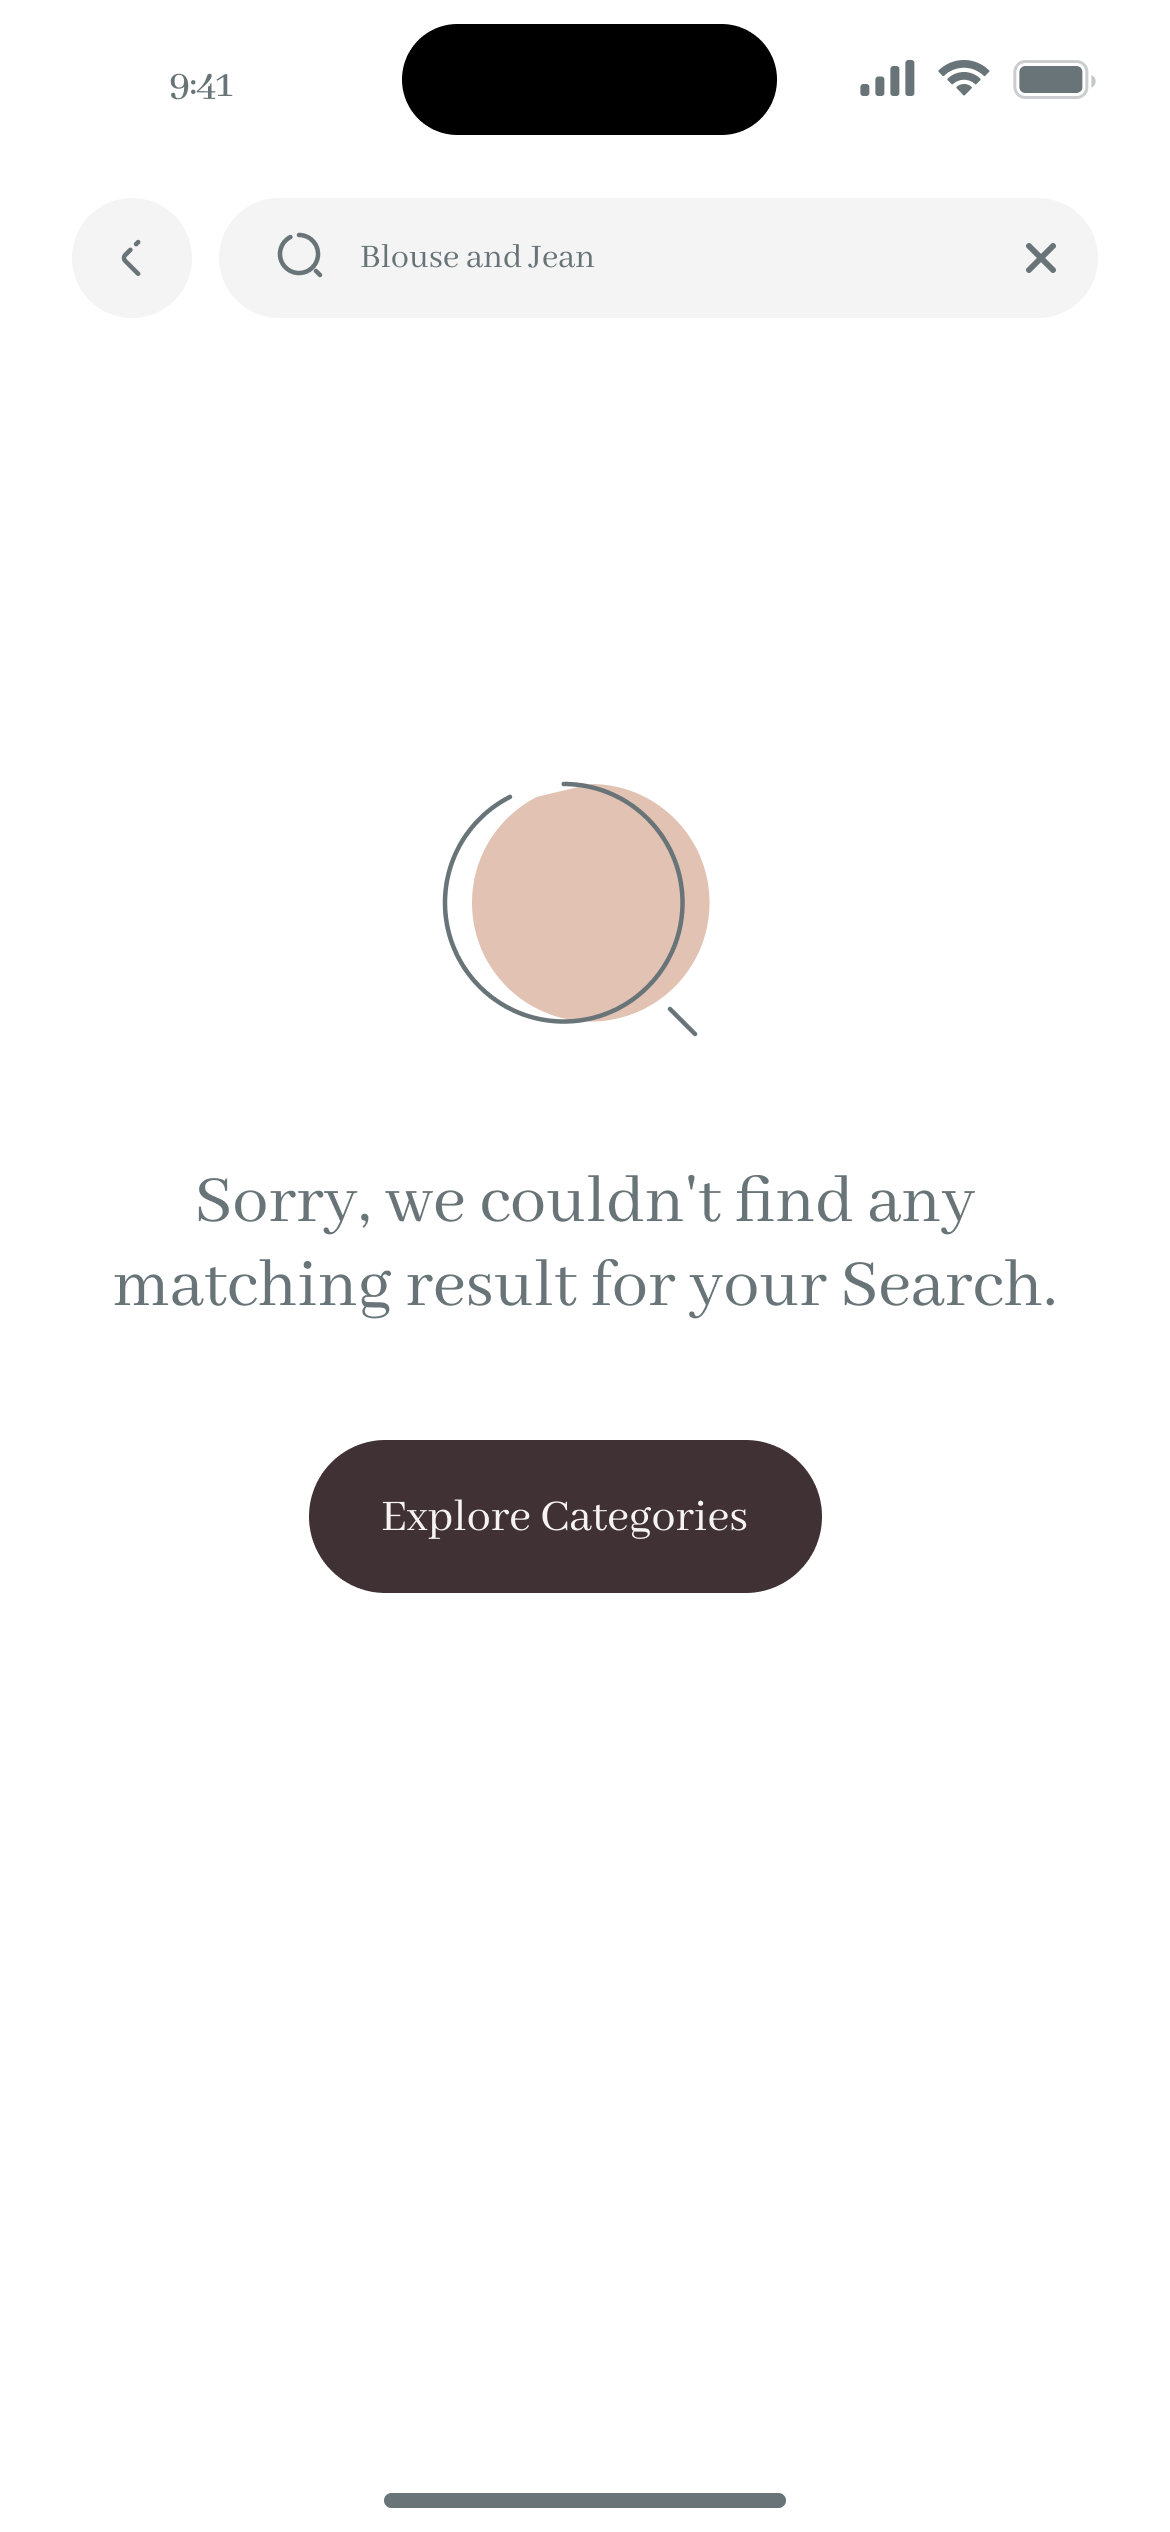 9:41
Blouse and Jean
Sorry, we couldn't find any
matching result for your Search.
Explore Categories